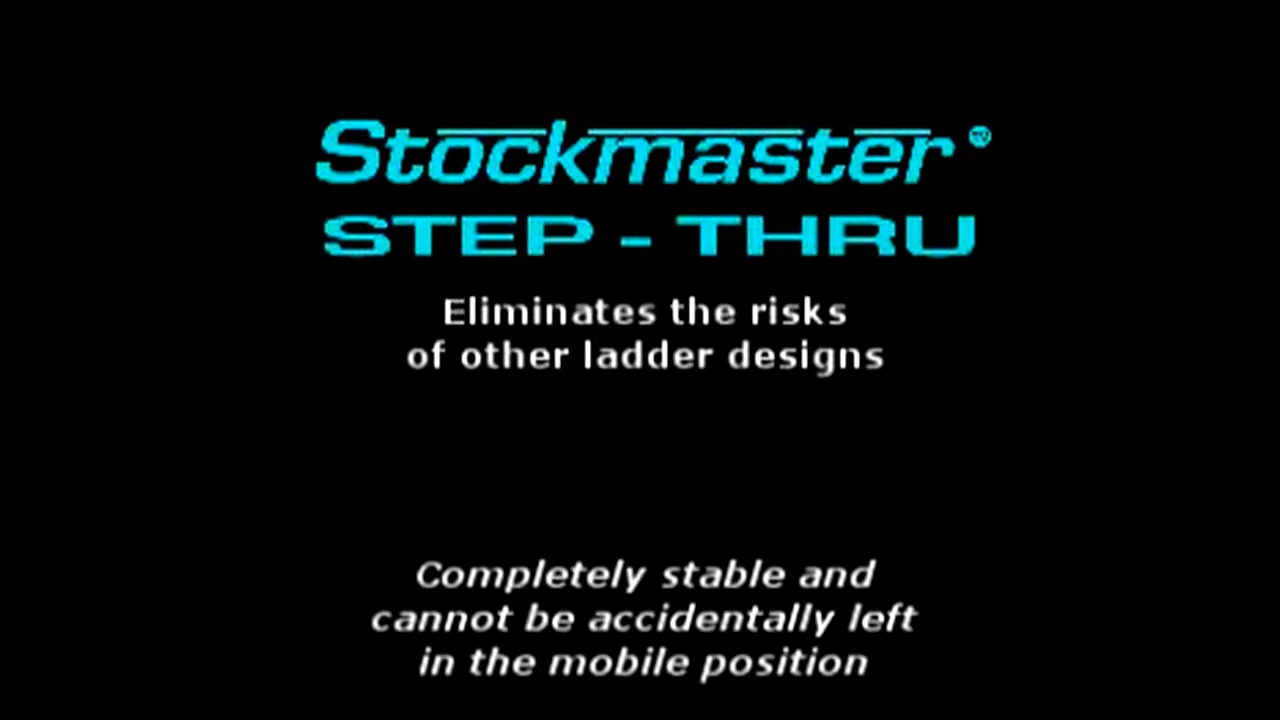 Stockmaster®
STEP - THRU
Eliminates the risks
of other ladder designs
Completely stable and
cannot be accidentally left
in the mobile position